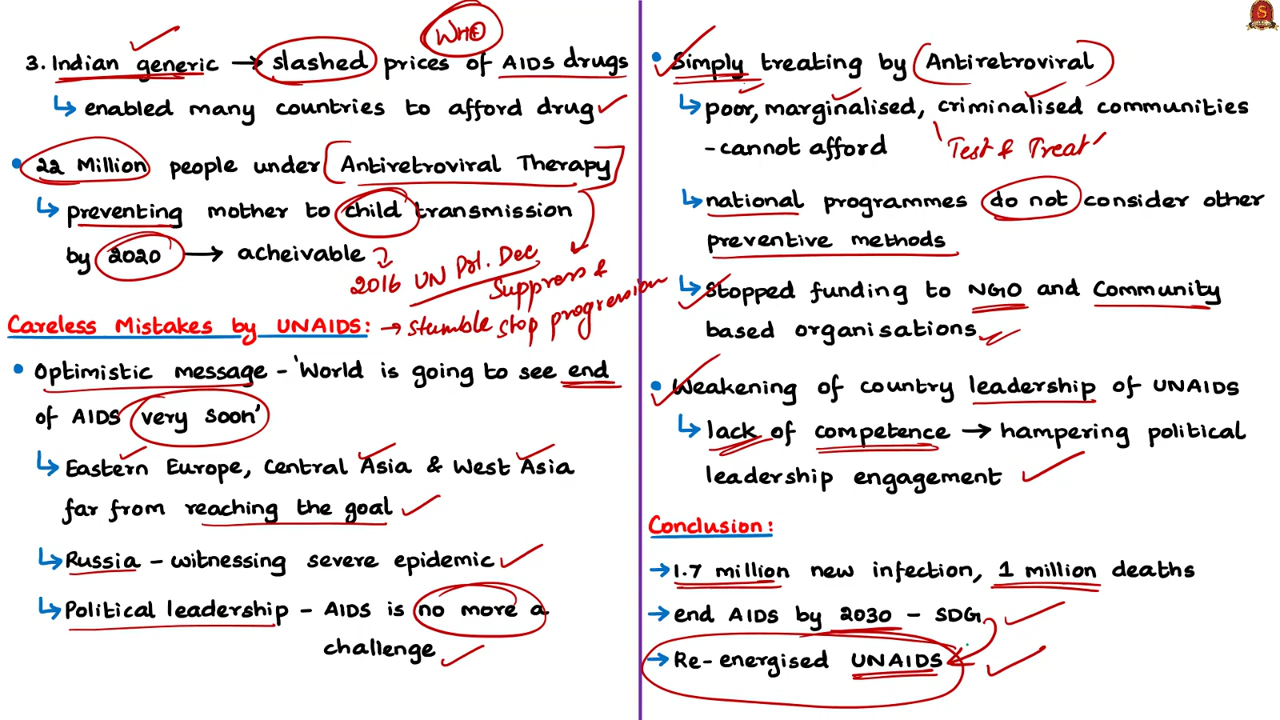 WHO
3. Indian generic → slashed prices of AIDS drugs
↳ enabled many countries to afford drug
• 22 Million people under Antiretroviral Therapy
↳ preventing mother to child transmission
by 2020 → acheivable
2016 UN Pol. Dec
Suppress &
stop progression
Careless Mistakes by UNAIDS: → stumble
• Optimistic message - 'World is going to see end
of AIDS very soon'
↳ Eastern Europe, Central Asia & West Asia
far from reaching the goal
↳ Russia - witnessing severe epidemic
↳ Political leadership - AIDS is no more a
challenge
• Simply treating by Antiretroviral
↳ poor, marginalised, criminalised communities
- cannot afford
'Test & Treat'
↳ national programmes do not consider other
preventive methods
↳ Stopped funding to NGO and Community
based organisations
• Weakening of country leadership of UNAIDS
↳ lack of competence → hampering political
leadership engagement
Conclusion:
→ 1.7 million new infection, 1 million deaths
→ end AIDS by 2030 - SDG
→ Re-energised UNAIDS